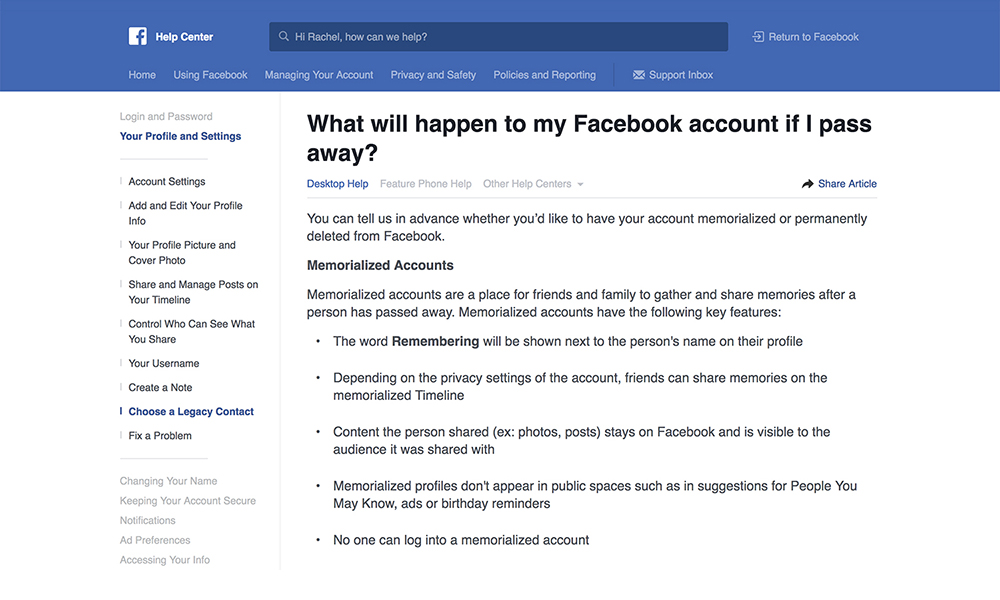 Help Center
Hi Rachel, how can we help?
Return to Facebook
Home
Using Facebook
Managing Your Account
Privacy and Safety
Policies and Reporting
Support Inbox
Login and Password
Your Profile and Settings
Account Settings
Add and Edit Your Profile
Info
Your Profile Picture and
Cover Photo
Share and Manage Posts on
Your Timeline
Control Who Can See What
You Share
Your Username
Create a Note
Choose a Legacy Contact
Fix a Problem
Changing Your Name
Keeping Your Account Secure
Notifications
Ad Preferences
Accessing Your Info
What will happen to my Facebook account if I pass
away?
Desktop Help
Feature Phone Help
Other Help Centers
Share Article
You can tell us in advance whether you'd like to have your account memorialized or permanently
deleted from Facebook.
Memorialized Accounts
Memorialized accounts are a place for friends and family to gather and share memories after a
person has passed away. Memorialized accounts have the following key features:
• The word Remembering will be shown next to the person's name on their profile
• Depending on the privacy settings of the account, friends can share memories on the
memorialized Timeline
• Content the person shared (ex: photos, posts) stays on Facebook and is visible to the
audience it was shared with
• Memorialized profiles don't appear in public spaces such as in suggestions for People You
May Know, ads or birthday reminders
• No one can log into a memorialized account